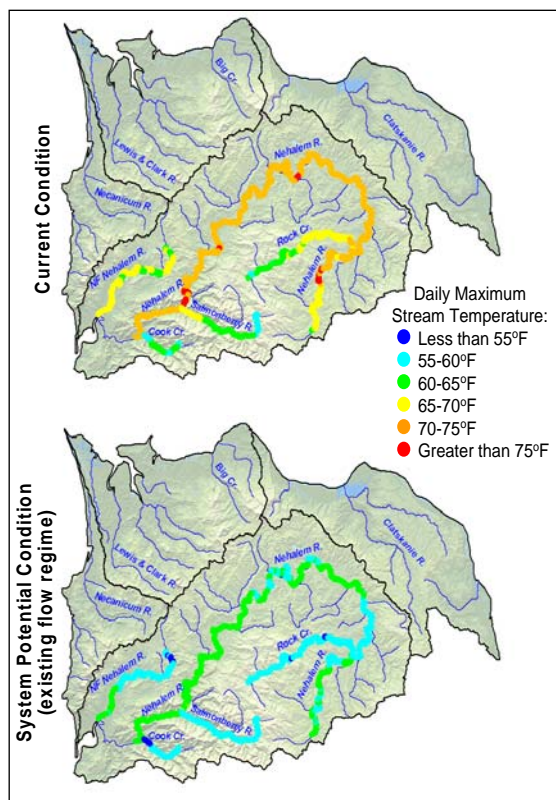 Current Condition
Big Cr.
Clatskanie R.
Lewis & Clark R.
Nehalem R.
Necanicum R.
Rock Cr.
NF Nehalem R.
Nehalem R.
Nehalem R.
Salmonberry R.
Cook Cr.
Daily Maximum
Stream Temperature:
Less than 55ºF
55-60ºF
60-65ºF
65-70ºF
70-75ºF
Greater than 75ºF
System Potential Condition
(existing flow regime)
Big Cr.
Clatskanie R.
Lewis & Clark R.
Nehalem R.
Necanicum R.
Rock Cr.
NF Nehalem R.
Nehalem R.
Nehalem R.
Salmonberry R.
Cook Cr.